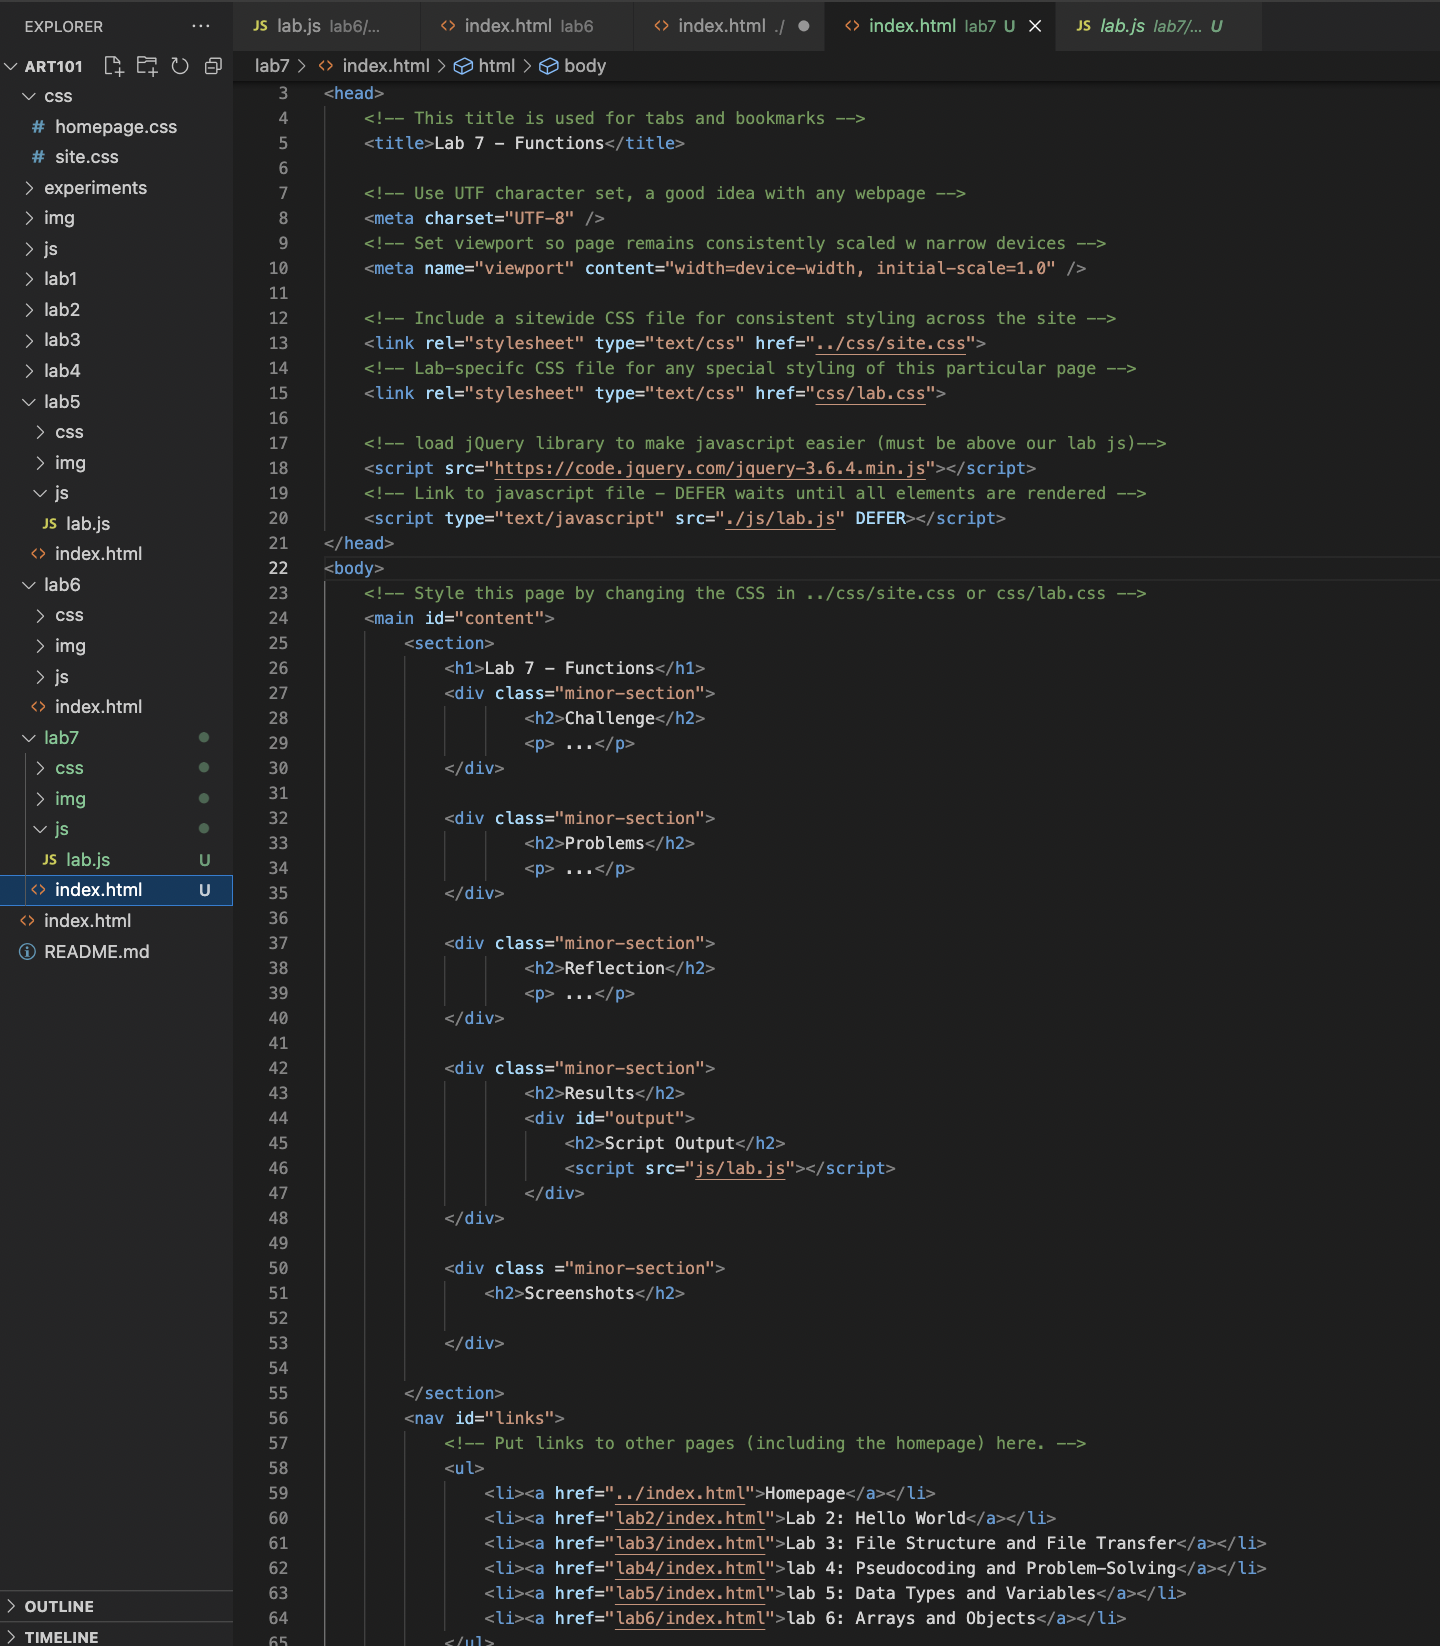 EXPLORER ...
ART101
css
# homepage.css
# site.css
experiments
img
js
lab1
lab2
lab3
lab4
lab5
css
img
js
JS lab.js
<> index.html
lab6
css
img
js
<> index.html
lab7
css
img
js
JS lab.js U
<> index.html U
<> index.html
README.md
OUTLINE
TIMELINE
JS lab.js lab6/...
<> index.html lab6
<> index.html ./
<> index.html lab7 U
JS lab.js lab7/... U
lab7 > <> index.html > html > body
3 <head>
4 <!-- This title is used for tabs and bookmarks -->
5 <title>Lab 7 - Functions</title>
6
7 <!-- Use UTF character set, a good idea with any webpage -->
8 <meta charset="UTF-8" />
9 <!-- Set viewport so page remains consistently scaled w narrow devices -->
10 <meta name="viewport" content="width=device-width, initial-scale=1.0" />
11
12 <!-- Include a sitewide CSS file for consistent styling across the site -->
13 <link rel="stylesheet" type="text/css" href="../css/site.css">
14 <!-- Lab-specifc CSS file for any special styling of this particular page -->
15 <link rel="stylesheet" type="text/css" href="css/lab.css">
16
17 <!-- load jQuery library to make javascript easier (must be above our lab js)-->
18 <script src="https://code.jquery.com/jquery-3.6.4.min.js"></script>
19 <!-- Link to javascript file - DEFER waits until all elements are rendered -->
20 <script type="text/javascript" src="./js/lab.js" DEFER></script>
21 </head>
22 <body>
23 <!-- Style this page by changing the CSS in ../css/site.css or css/lab.css -->
24 <main id="content">
25 <section>
26 <h1>Lab 7 - Functions</h1>
27 <div class="minor-section">
28 <h2>Challenge</h2>
29 <p> ...</p>
30 </div>
31
32 <div class="minor-section">
33 <h2>Problems</h2>
34 <p> ...</p>
35 </div>
36
37 <div class="minor-section">
38 <h2>Reflection</h2>
39 <p> ...</p>
40 </div>
41
42 <div class="minor-section">
43 <h2>Results</h2>
44 <div id="output">
45 <h2>Script Output</h2>
46 <script src="js/lab.js"></script>
47 </div>
48 </div>
49
50 <div class ="minor-section">
51 <h2>Screenshots</h2>
52
53 </div>
54
55 </section>
56 <nav id="links">
57 <!-- Put links to other pages (including the homepage) here. -->
58 <ul>
59 <li><a href="../index.html">Homepage</a></li>
60 <li><a href="lab2/index.html">Lab 2: Hello World</a></li>
61 <li><a href="lab3/index.html">Lab 3: File Structure and File Transfer</a></li>
62 <li><a href="lab4/index.html">lab 4: Pseudocoding and Problem-Solving</a></li>
63 <li><a href="lab5/index.html">lab 5: Data Types and Variables</a></li>
64 <li><a href="lab6/index.html">lab 6: Arrays and Objects</a></li>
65 </ul>